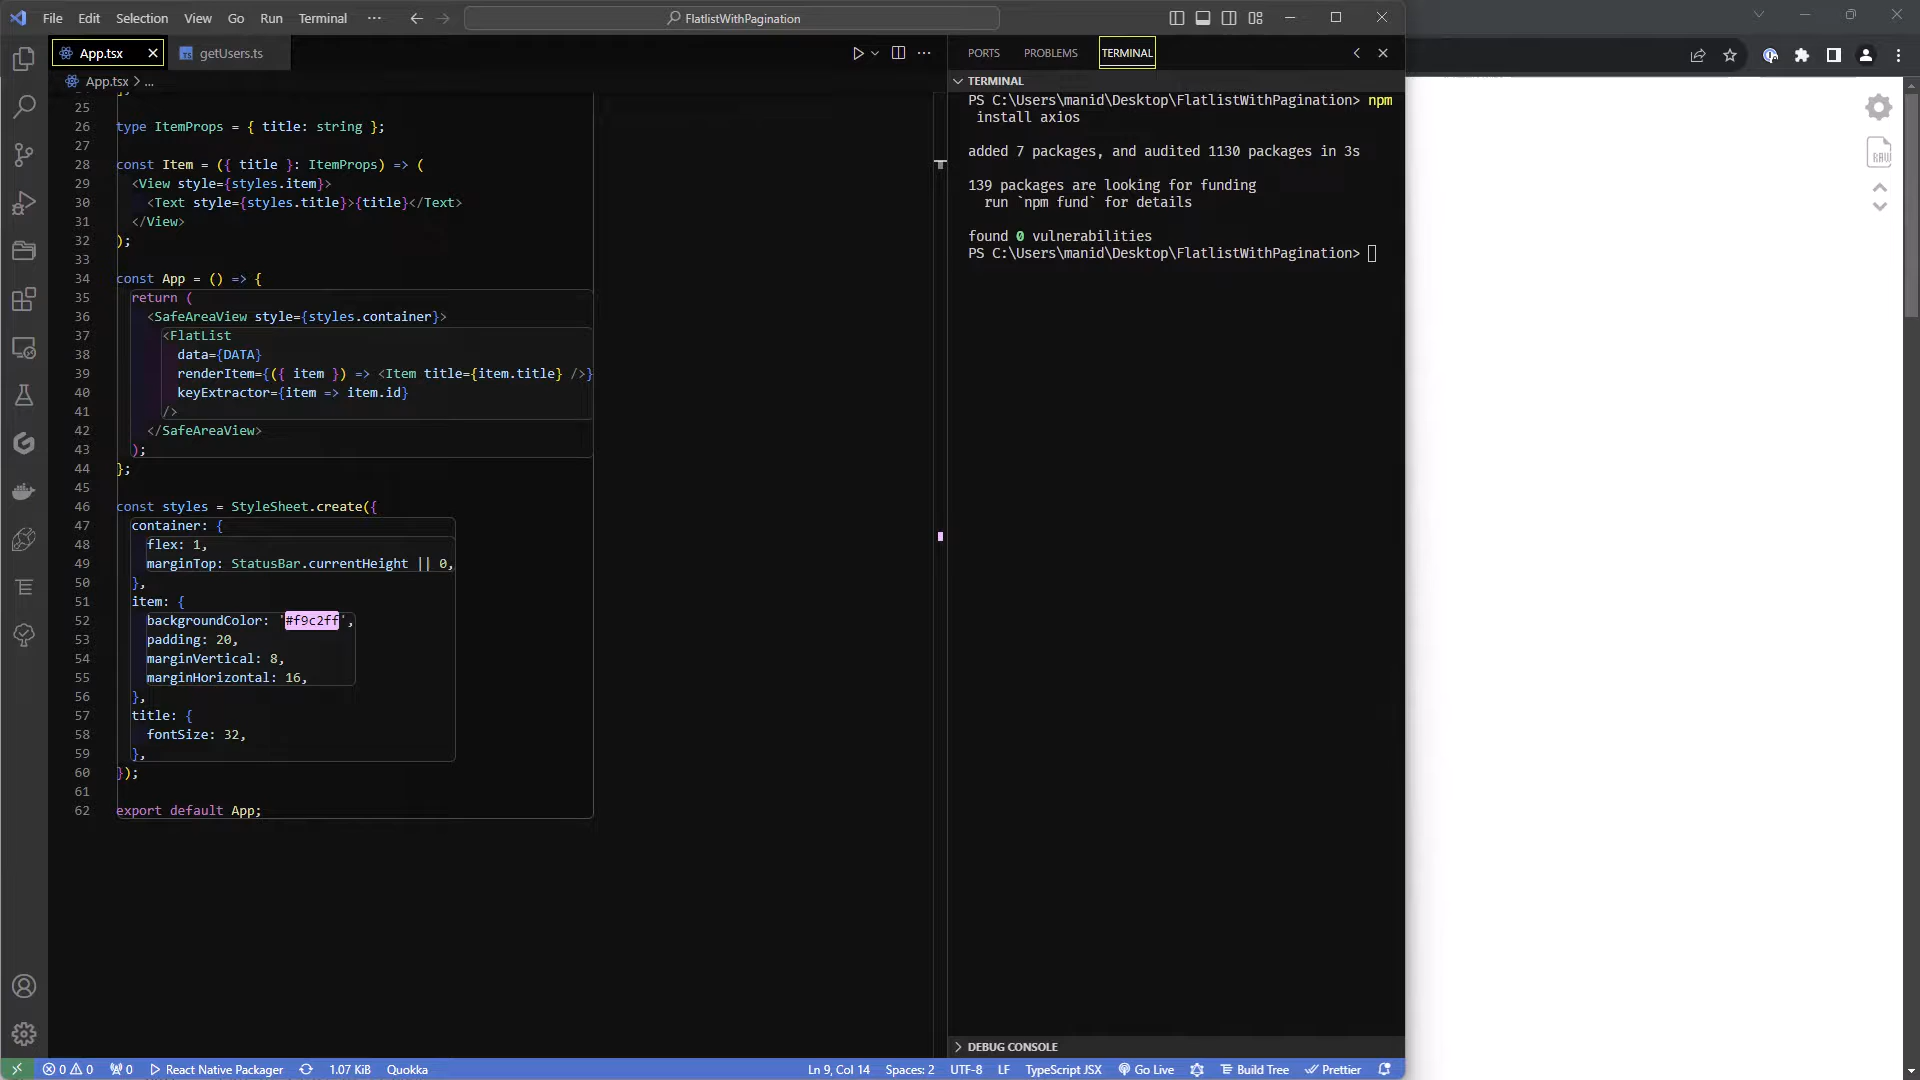 File Edit Selection View Go Run Terminal ··· FlatlistWithPagination
App.tsx getUsers.ts
App.tsx > ...
25
26 type ItemProps = { title: string };
27
28 const Item = ({ title }: ItemProps) => (
29 <View style={styles.item}>
30 <Text style={styles.title}>{title}</Text>
31 </View>
32 );
33
34 const App = () => {
35 return (
36 <SafeAreaView style={styles.container}>
37 <FlatList
38 data={DATA}
39 renderItem={({ item }) => <Item title={item.title} />}
40 keyExtractor={item => item.id}
41 />
42 </SafeAreaView>
43 );
44 };
45
46 const styles = StyleSheet.create({
47 container: {
48 flex: 1,
49 marginTop: StatusBar.currentHeight || 0,
50 },
51 item: {
52 backgroundColor: '#f9c2ff',
53 padding: 20,
54 marginVertical: 8,
55 marginHorizontal: 16,
56 },
57 title: {
58 fontSize: 32,
59 },
60 });
61
62 export default App;
PORTS PROBLEMS TERMINAL
TERMINAL
PS C:\Users\manid\Desktop\FlatlistWithPagination> npm
install axios
added 7 packages, and audited 1130 packages in 3s
139 packages are looking for funding
run `npm fund` for details
found 0 vulnerabilities
PS C:\Users\manid\Desktop\FlatlistWithPagination>
RAW
DEBUG CONSOLE
0 0 0 React Native Packager 1.07 KiB Quokka Ln 9, Col 14 Spaces: 2 UTF-8 LF TypeScript JSX Go Live Build Tree Prettier